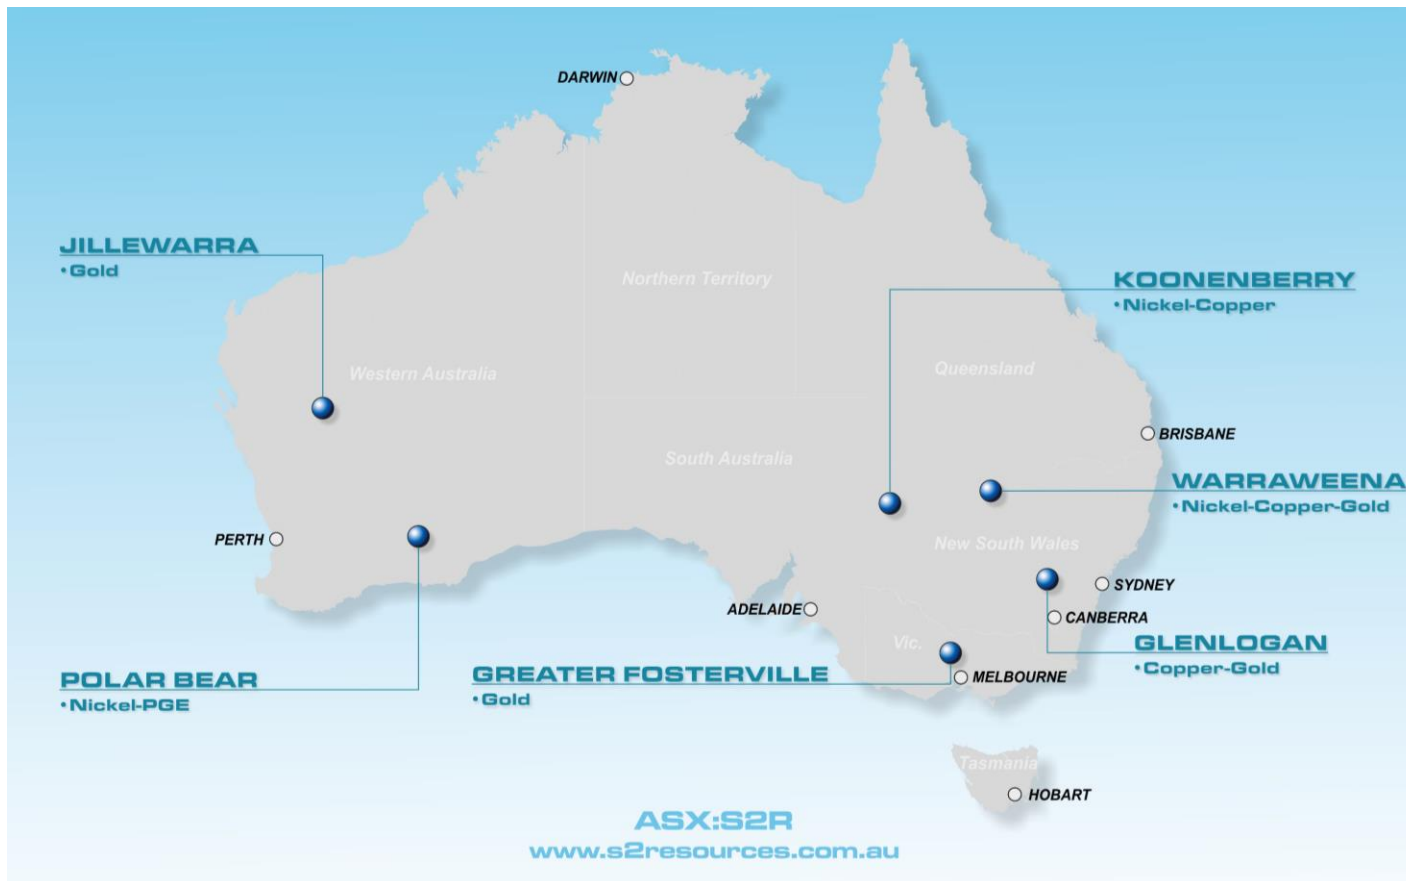 DARWIN
JILLEWARRA
• Gold
Northern Territory
KOONENBERRY
• Nickel-Copper
Western Australia
Queensland
BRISBANE
South Australia
WARRAWEENA
• Nickel-Copper-Gold
PERTH
New South Wales
SYDNEY
ADELAIDE
CANBERRA
Vic.
GLENLOGAN
• Copper-Gold
POLAR BEAR
• Nickel-PGE
GREATER FOSTERVILLE
• Gold
MELBOURNE
Tasmania
HOBART
ASX:S2R
www.s2resources.com.au